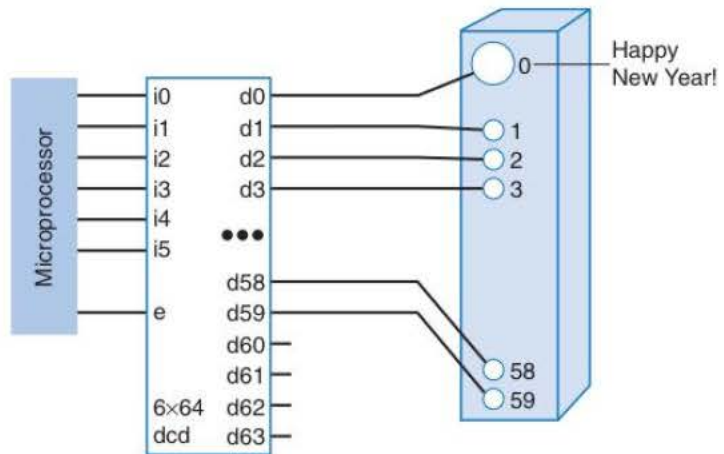 Microprocessor
i0
i1
i2
i3
i4
i5
e
6×64
dcd
d0
d1
d2
d3
•••
d58
d59
d60
d61
d62
d63
0
1
2
3
58
59
Happy
New Year!